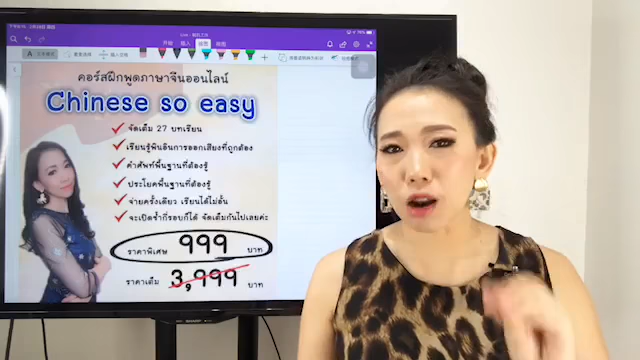 คอร์สฝึกพูดภาษาจีนออนไลน์
Chinese so easy
จัดเต็ม 27 บทเรียน
เรียนรู้พินอินการออกเสียงที่ถูกต้อง
คำศัพท์พื้นฐานที่ต้องรู้
ประโยคพื้นฐานที่ต้องรู้
จ่ายครั้งเดียว เรียนได้ไม่อั้น
จะเปิดซ้ำกี่รอบก็ได้ จัดเต็มกันไปเลยค่ะ
ราคาพิเศษ 999 บาท
ราคาเต็ม 3,999 บาท